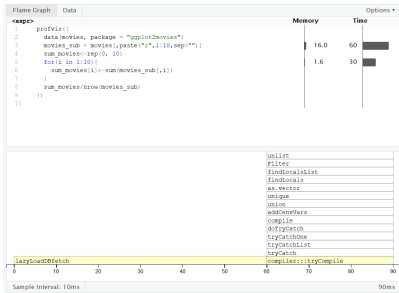 Flame Graph Data Options ▾
<expr> Memory Time
1 profvis({
2 data(movies, package = "ggplot2movies")
3 movies_sub = movies[,paste("r",1:10,sep="")] 16.0 60
4 sum_movies<-rep(0, 10)
5 for(i in 1:10){ 1.6 30
6 sum_movies[i]<-sum(movies_sub[,i])
7 }
8 sum_movies/nrow(movies_sub)
9 })
10
unlist
Filter
findLocalsList
findLocals
as.vector
unique
union
addCenvVars
compile
doTryCatch
tryCatchOne
tryCatchList
tryCatch
lazyLoadDBfetch compiler:::tryCompile
0 10 20 30 40 50 60 70 80 90
Sample Interval: 10ms 90ms